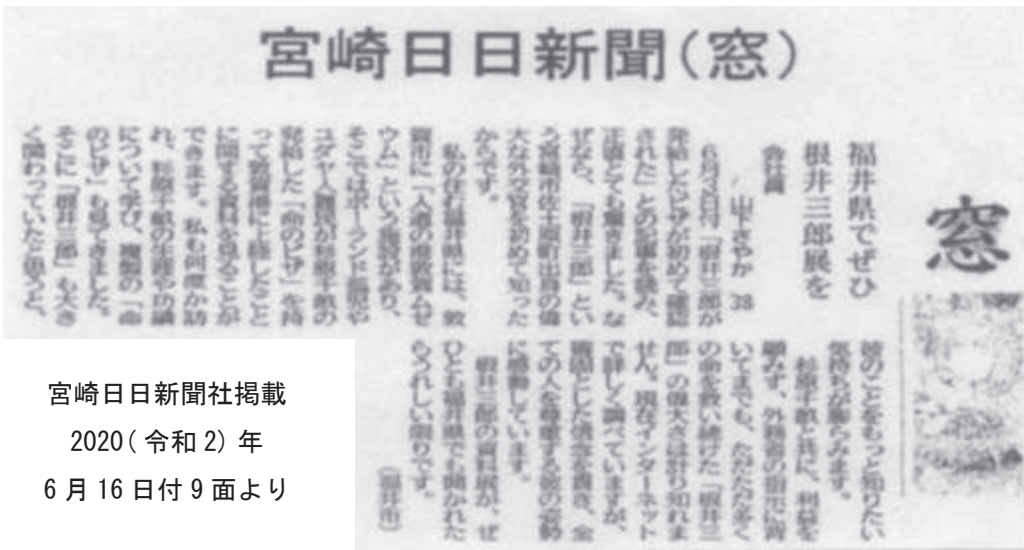 宮崎日日新聞(窓)
窓
福井県でぜひ
根井三郎展を
会社員 山下さやか 38
６月３日付「根井三郎が
発給したビザが初めて確認
された」との記事を読み、
正直とても驚きました。な
ぜなら、「根井三郎」とい
う宮崎市佐土原町出身の偉
大な外交官を初めて知った
からです。
私の住む福井県には、敦
賀市に「人道の港敦賀ムゼ
ウム」という施設があり、
そこではポーランド孤児や
ユダヤ人難民が杉原千畝の
発給した「命のビザ」を持
って敦賀港に上陸したこと
に関する資料を見ることが
できます。私も何度か訪
れ、杉原千畝の生涯や功績
について学び、複製の「命
のビザ」も見てきました。
そこに「根井三郎」も大き
く関わっていたと思うと、
彼のことをもっと知りたい
気持ちが膨らみます。
杉原千畝と共に、利益を
顧みず、外務省の指示に背
いてまでも、ただただ多く
の命を救い続けた「根井三
郎」の偉大さは計り知れま
せん。現在インターネット
で詳しく調べていますが、
確固とした信念を貫き、全
ての人を尊重する彼の姿勢
に感動しています。
根井三郎の資料展が、ぜ
ひとも福井県でも開かれた
らうれしい限りです。
(福井市)
宮崎日日新聞社掲載
2020(令和2)年
6月16日付9面より